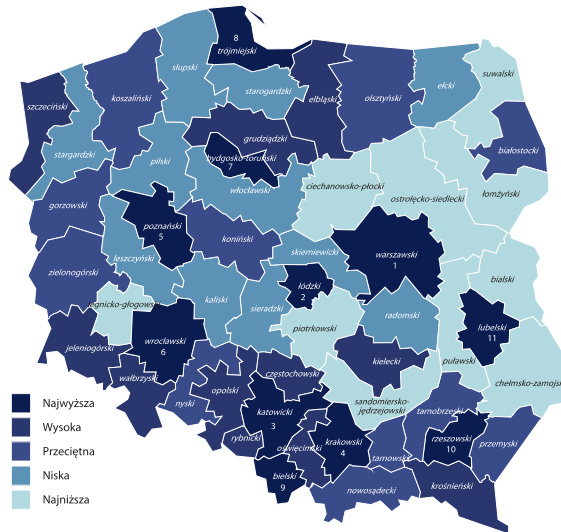 8
trójmiejski
słupski
koszaliński
szczeciński
starogardzki
elbląski
olsztyński
ełcki
suwalski
grudziądzki
białostocki
stargardzki
pilski
bydgosko-toruński
7
włocławski
ciechanowsko-płocki
ostrołęcko-siedlecki
łomżyński
gorzowski
poznański
5
koniński
skierniewicki
warszawski
1
bialski
zielonogórski
leszczyński
łódzki
2
kaliski
sieradzki
radomski
legnicko-głogowski
wrocławski
6
piotrkowski
lubelski
11
jeleniogórski
kielecki
puławski
wałbrzyski
częstochowski
opolski
nyski
chełmsko-zamojski
sandomiersko-
jędrzejowski
tarnobrzeski
katowicki
3
rybnicki
oświęcimski
krakowski
4
rzeszowski
10
przemyski
tarnowski
bielski
9
nowosądecki
krośnieński
Najwyższa
Wysoka
Przeciętna
Niska
Najniższa